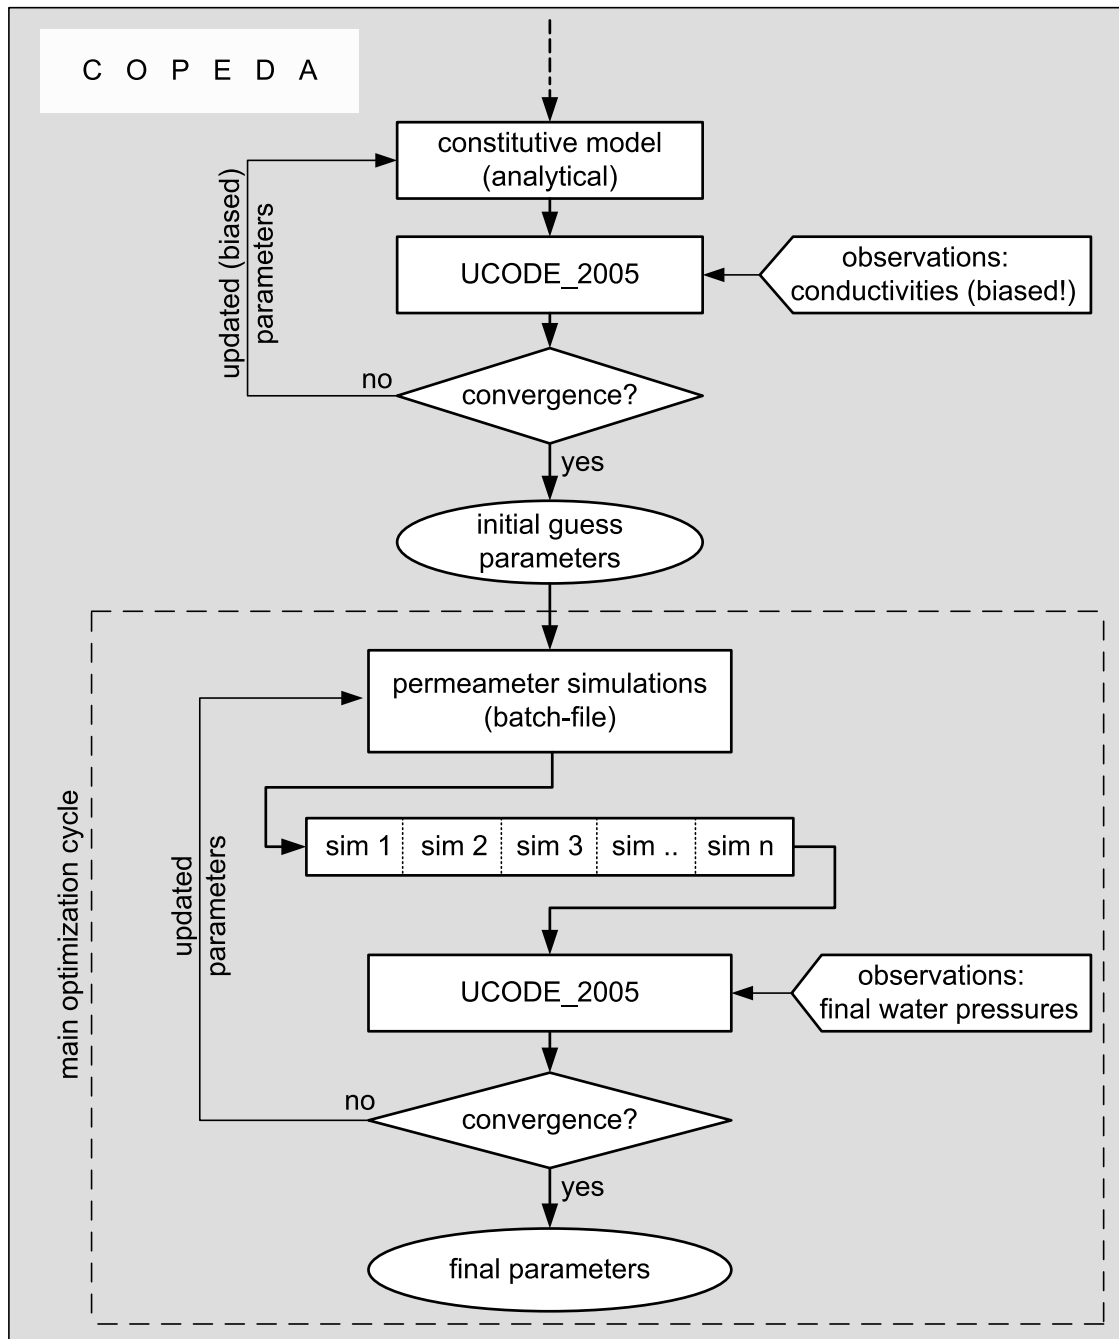 C O P E D A
constitutive model
(analytical)
updated (biased)
parameters
UCODE_2005
observations:
conductivities (biased!)
no
convergence?
yes
initial guess
parameters
main optimization cycle
permeameter simulations
(batch-file)
updated
parameters
sim 1 sim 2 sim 3 sim .. sim n
UCODE_2005
observations:
final water pressures
no
convergence?
yes
final parameters